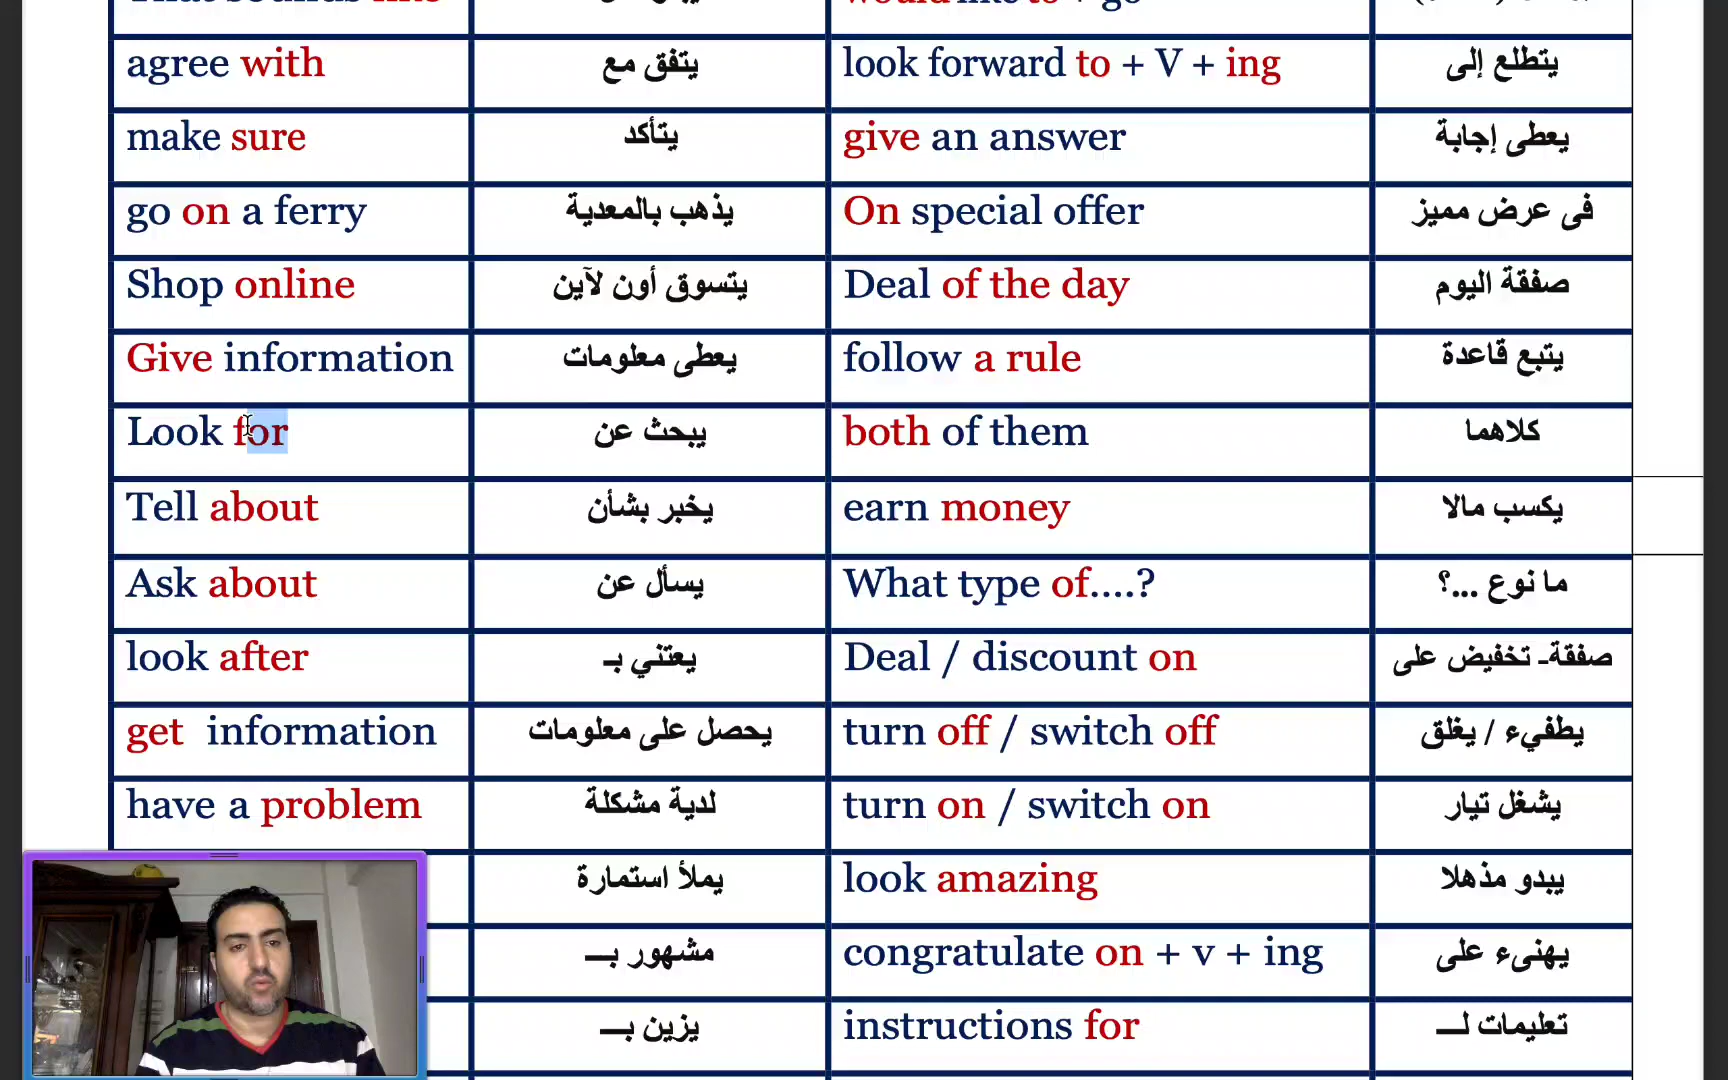 agree with يتفق مع look forward to + V + ing يتطلع إلى
make sure يتأكد give an answer يعطى إجابة
go on a ferry يذهب بالمعدية On special offer فى عرض مميز
Shop online يتسوق أون لآين Deal of the day صفقة اليوم
Give information يعطى معلومات follow a rule يتبع قاعدة
Look for يبحث عن both of them كلاهما
Tell about يخبر بشأن earn money يكسب مالا
Ask about يسأل عن What type of....? ما نوع ...؟
look after يعتني بـ Deal / discount on صفقة- تخفيض على
get information يحصل على معلومات turn off / switch off يطفيء / يغلق
have a problem لدية مشكلة turn on / switch on يشغل تيار
يملأ استمارة look amazing يبدو مذهلا
مشهور بــ congratulate on + v + ing يهنىء على
يزين بــ instructions for تعليمات لــ